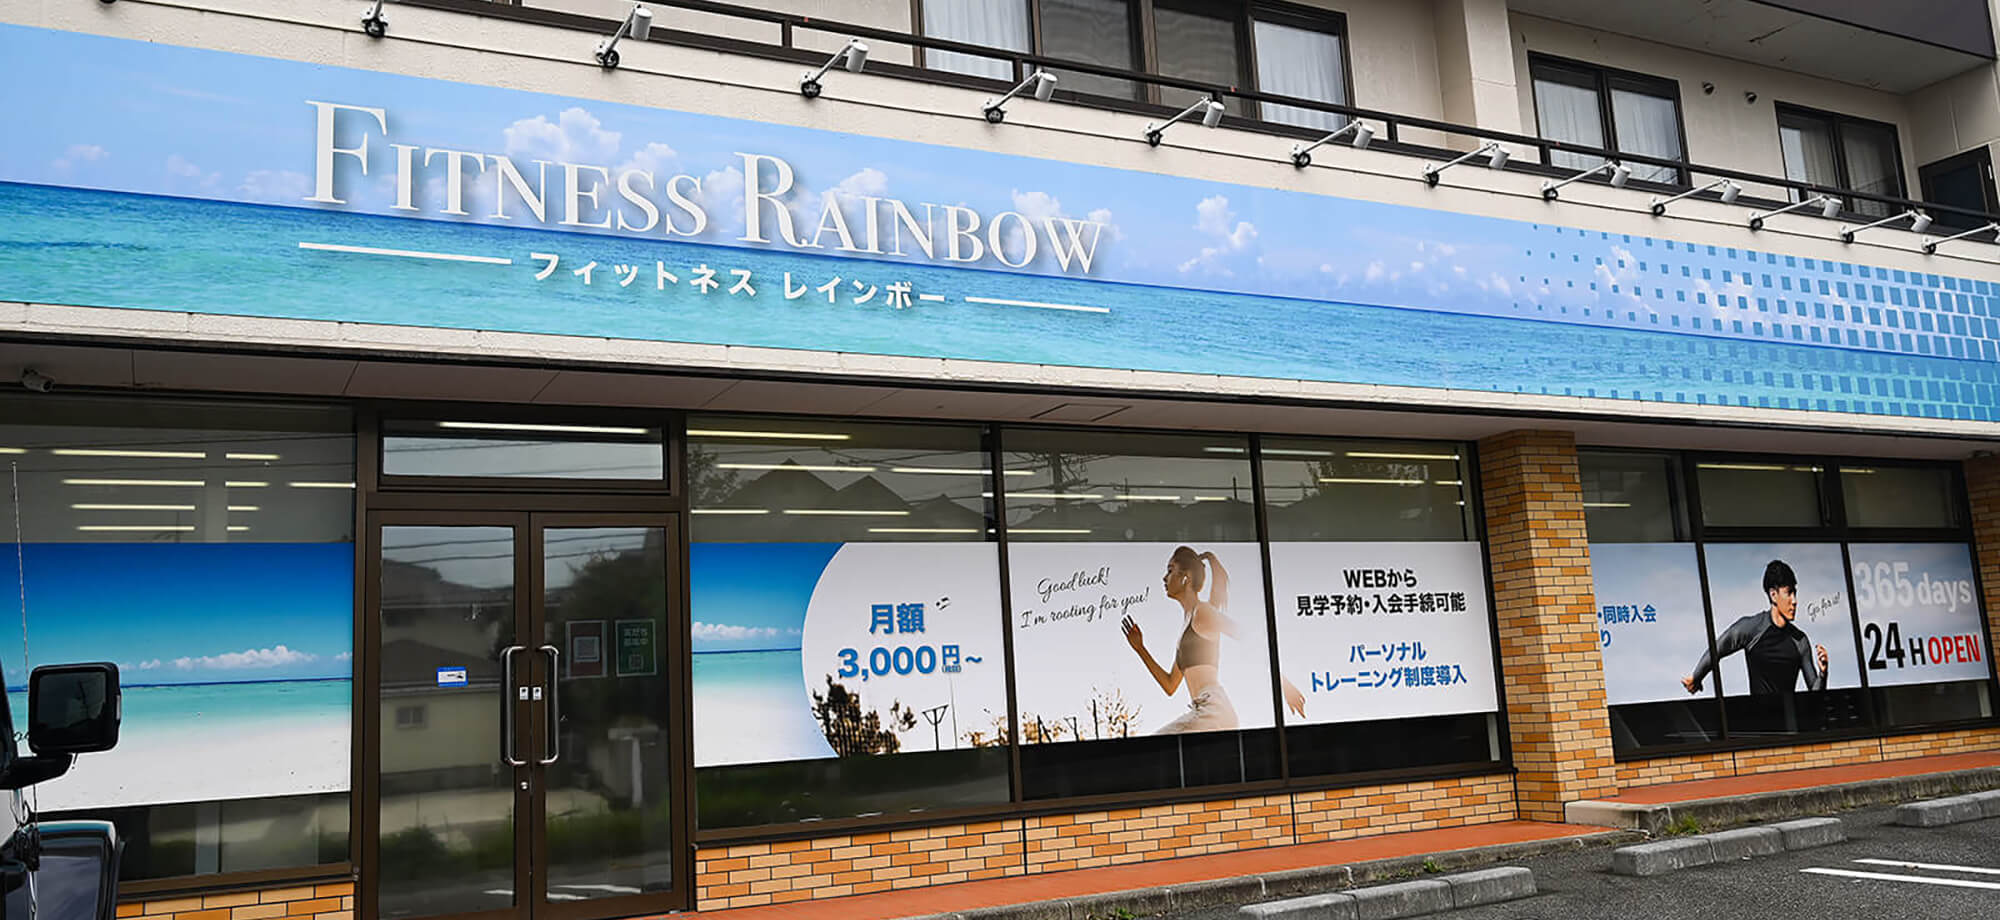 FITNESS RAINBOW
フィットネス レインボー
月額
3,000円~
Good luck!
I'm rooting for you!
WEBから
見学予約・入会手続可能
パーソナル
トレーニング制度導入
・同時入会
り
Go for it!
365days
24H OPEN